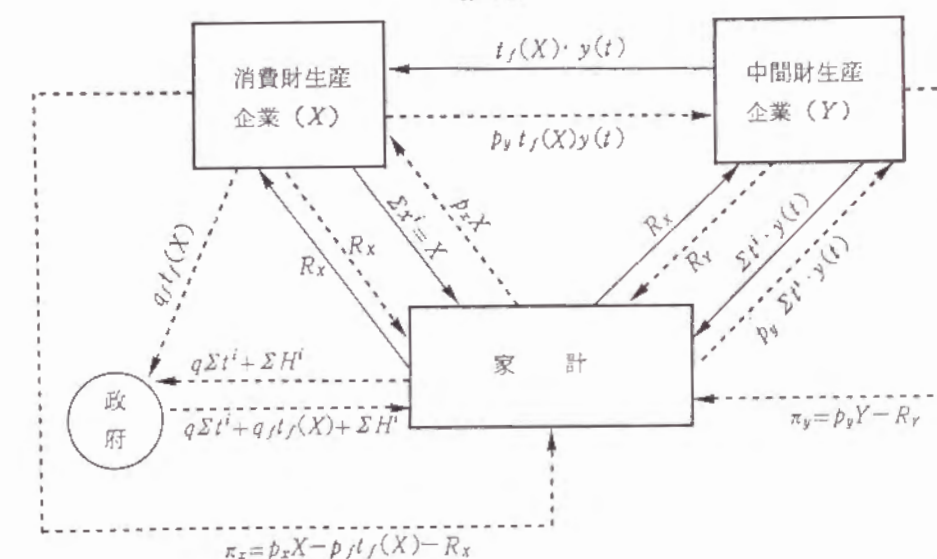 消費財生産
企業 (X)
中間財生産
企業 (Y)
t_f(X)·y(t)
p_y t_f(X)y(t)
q_f t_f(X)
R_X
R_X
Σx^i=X
p_x X
R_X
R_Y
Σt^i·y(t)
p_y Σt^i·y(t)
家 計
政
府
qΣt^i+ΣH^i
qΣt^i+q_f t_f(X)+ΣH^i
π_y=p_y Y−R_Y
π_x=p_x X−p_f t_f(X)−R_X